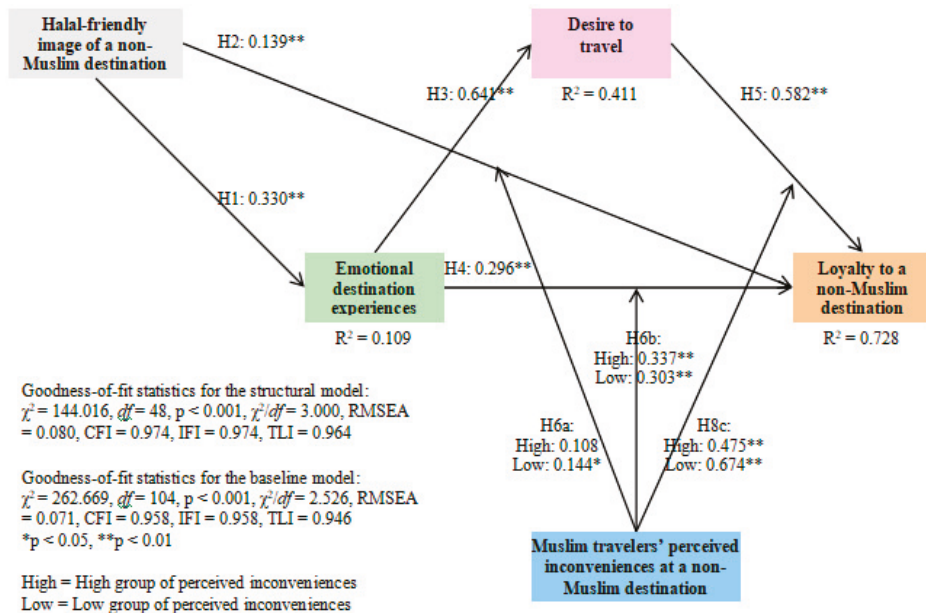 Halal-friendly
image of a non-
Muslim destination
H2: 0.139**
Desire to
travel
R² = 0.411
H3: 0.641**
H5: 0.582**
H1: 0.330**
Emotional
destination
experiences
R² = 0.109
H4: 0.296**
Loyalty to a
non-Muslim
destination
R² = 0.728
H6b:
High: 0.337**
Low: 0.303**
H6a:
High: 0.108
Low: 0.144*
H8c:
High: 0.475**
Low: 0.674**
Goodness-of-fit statistics for the structural model:
χ² = 144.016, df = 48, p < 0.001, χ²/df = 3.000, RMSEA
= 0.080, CFI = 0.974, IFI = 0.974, TLI = 0.964
Goodness-of-fit statistics for the baseline model:
χ² = 262.669, df = 104, p < 0.001, χ²/df = 2.526, RMSEA
= 0.071, CFI = 0.958, IFI = 0.958, TLI = 0.946
*p < 0.05, **p < 0.01
High = High group of perceived inconveniences
Low = Low group of perceived inconveniences
Muslim travelers' perceived
inconveniences at a non-
Muslim destination